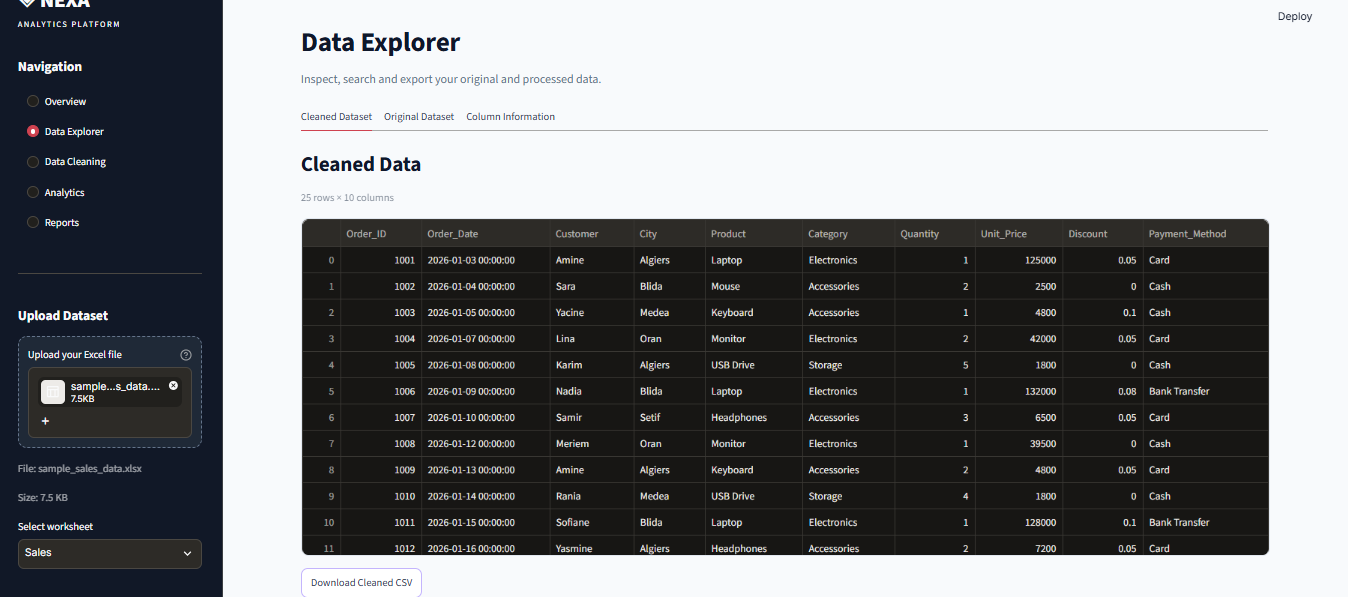 NEXA
ANALYTICS PLATFORM
Navigation
Overview
Data Explorer
Data Cleaning
Analytics
Reports
Upload Dataset
Upload your Excel file
sample...s_data....
7.5KB
+
File: sample_sales_data.xlsx
Size: 7.5 KB
Select worksheet
Sales
Deploy
Data Explorer
Inspect, search and export your original and processed data.
Cleaned Dataset Original Dataset Column Information
Cleaned Data
25 rows × 10 columns
Order_ID Order_Date Customer City Product Category Quantity Unit_Price Discount Payment_Method
0 1001 2026-01-03 00:00:00 Amine Algiers Laptop Electronics 1 125000 0.05 Card
1 1002 2026-01-04 00:00:00 Sara Blida Mouse Accessories 2 2500 0 Cash
2 1003 2026-01-05 00:00:00 Yacine Medea Keyboard Accessories 1 4800 0.1 Cash
3 1004 2026-01-07 00:00:00 Lina Oran Monitor Electronics 2 42000 0.05 Card
4 1005 2026-01-08 00:00:00 Karim Algiers USB Drive Storage 5 1800 0 Cash
5 1006 2026-01-09 00:00:00 Nadia Blida Laptop Electronics 1 132000 0.08 Bank Transfer
6 1007 2026-01-10 00:00:00 Samir Setif Headphones Accessories 3 6500 0.05 Card
7 1008 2026-01-12 00:00:00 Meriem Oran Monitor Electronics 1 39500 0 Cash
8 1009 2026-01-13 00:00:00 Amine Algiers Keyboard Accessories 2 4800 0.05 Card
9 1010 2026-01-14 00:00:00 Rania Medea USB Drive Storage 4 1800 0 Cash
10 1011 2026-01-15 00:00:00 Sofiane Blida Laptop Electronics 1 128000 0.1 Bank Transfer
11 1012 2026-01-16 00:00:00 Yasmine Algiers Headphones Accessories 2 7200 0.05 Card
Download Cleaned CSV